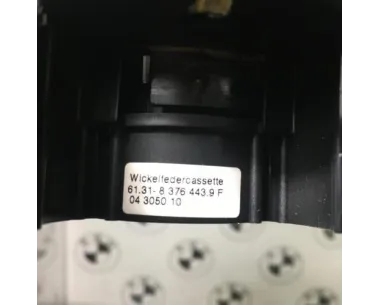 Wickelfedercassette
61.31- 8 376 443.9 F
04 3050 10